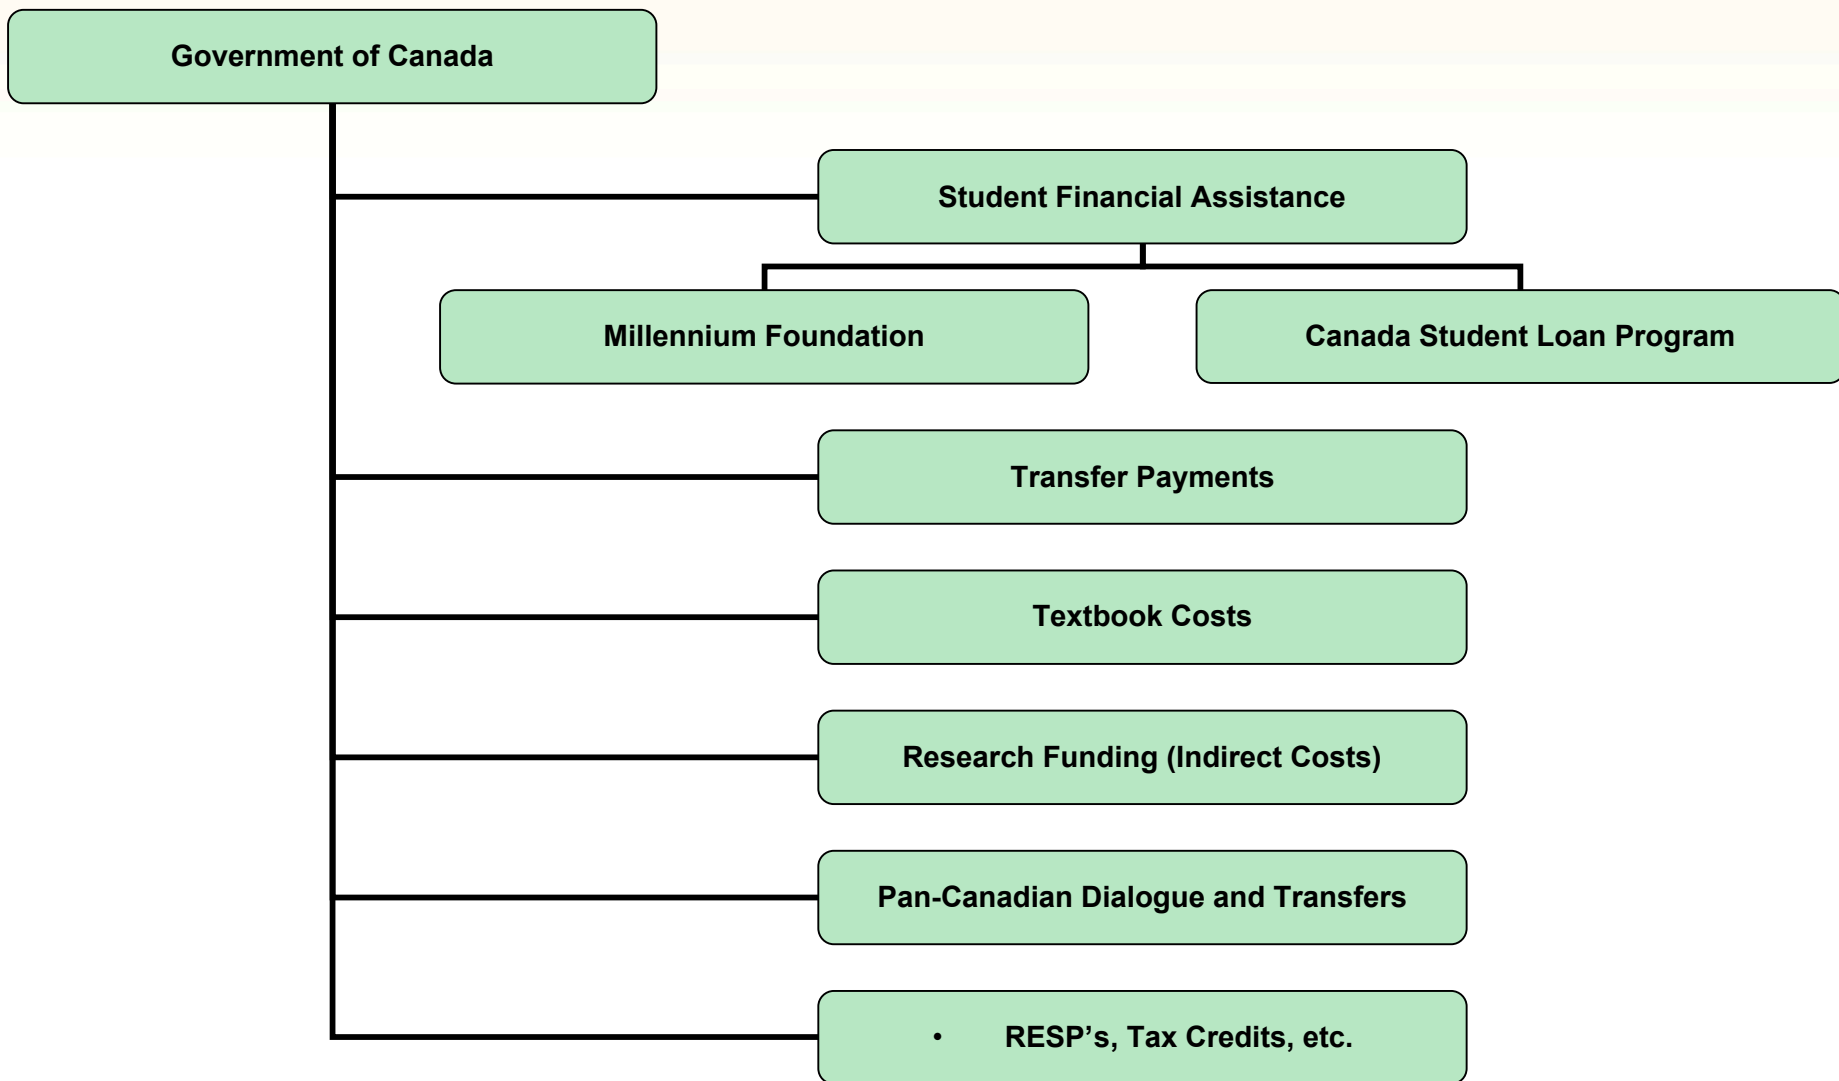 Government of Canada
Student Financial Assistance
Millennium Foundation
Canada Student Loan Program
Transfer Payments
Textbook Costs
Research Funding (Indirect Costs)
Pan-Canadian Dialogue and Transfers
• RESP’s, Tax Credits, etc.